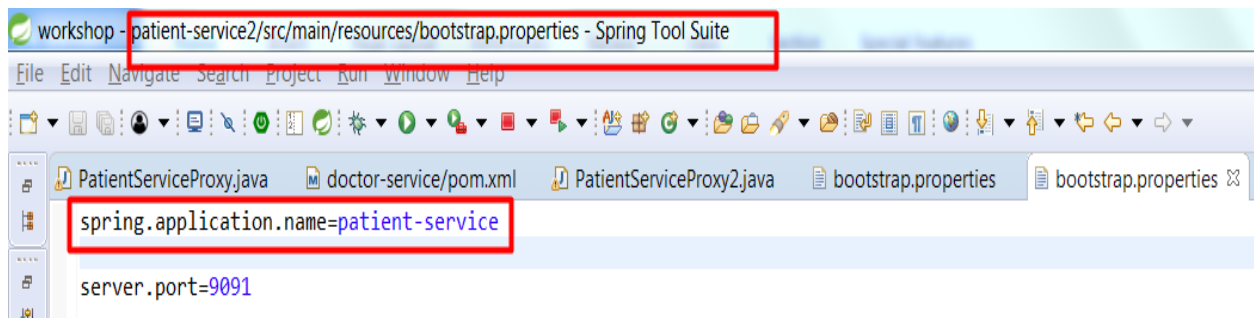 workshop - patient-service2/src/main/resources/bootstrap.properties - Spring Tool Suite
File Edit Navigate Search Project Run Window Help
PatientServiceProxy.java doctor-service/pom.xml PatientServiceProxy2.java bootstrap.properties bootstrap.properties
spring.application.name=patient-service
server.port=9091